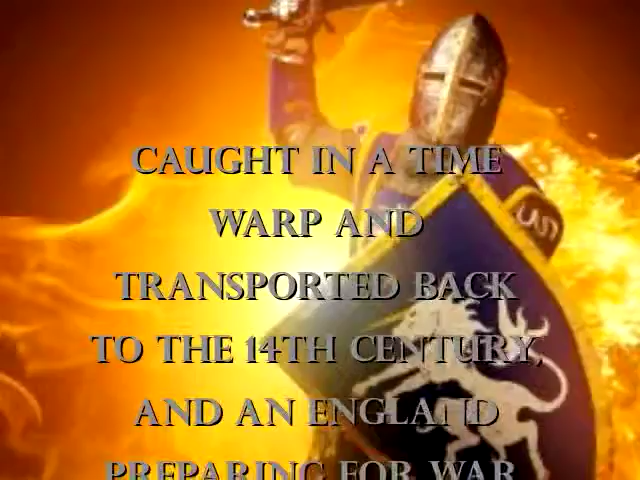 CAUGHT IN A TIME
WARP AND
TRANSPORTED BACK
TO THE 14TH CENTURY,
AND AN ENGLAND
PREPARING FOR WAR